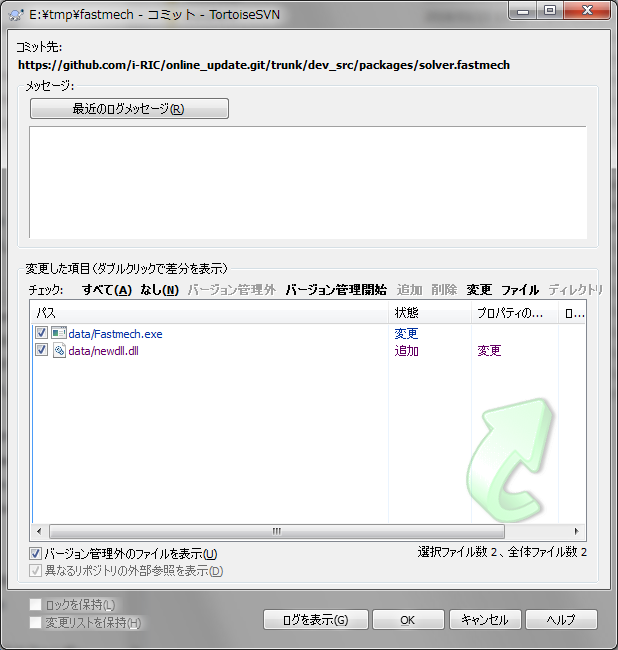 E:¥tmp¥fastmech - コミット - TortoiseSVN
コミット先:
https://github.com/i-RIC/online_update.git/trunk/dev_src/packages/solver.fastmech
メッセージ:
最近のログメッセージ(R)
変更した項目(ダブルクリックで差分を表示)
チェック: すべて(A) なし(N) バージョン管理外 バージョン管理開始 追加 削除 変更 ファイル ディレクトリ
パス 状態 プロパティの... ロ...
data/Fastmech.exe 変更
data/newdll.dll 追加 変更
バージョン管理外のファイルを表示(U)
選択ファイル数 2 、全体ファイル数 2
異なるリポジトリの外部参照を表示(D)
ロックを保持(L)
変更リストを保持(H)
ログを表示(G) OK キャンセル ヘルプ